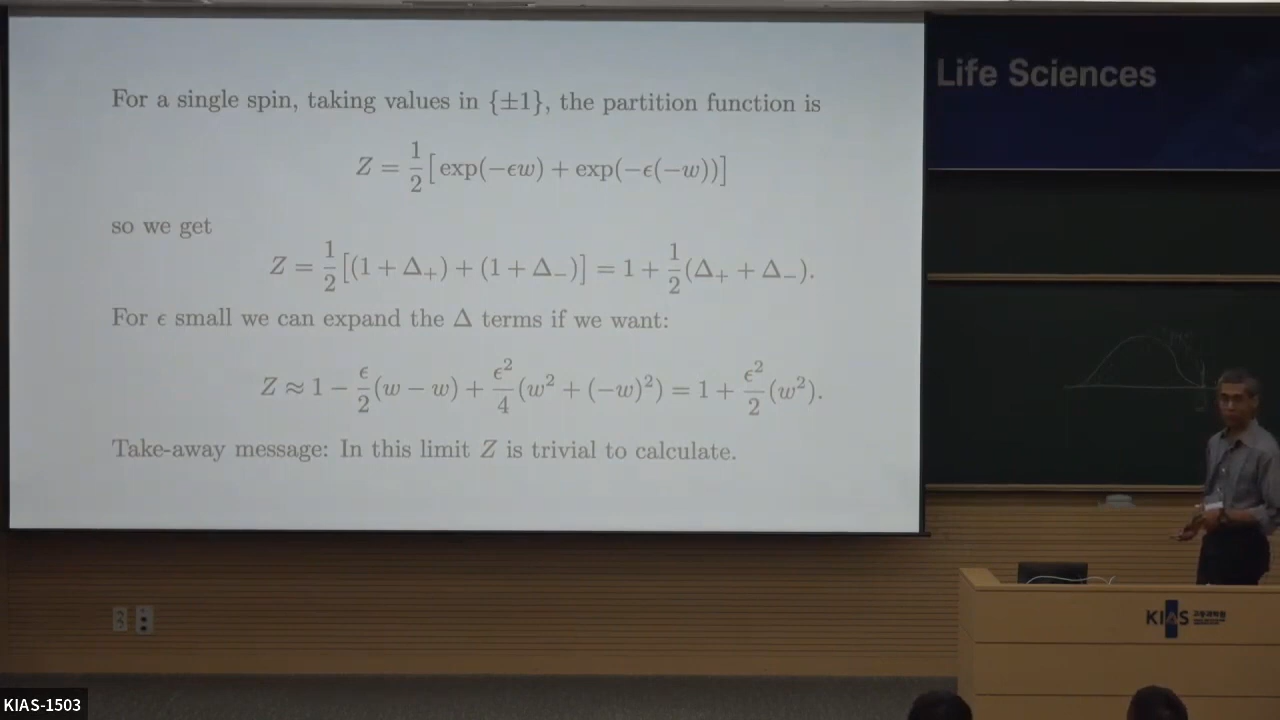 For a single spin, taking values in {±1}, the partition function is
Z = 1/2 [ exp(−ϵw) + exp(−ϵ(−w)) ]
so we get
Z = 1/2 [(1 + Δ₊) + (1 + Δ₋)] = 1 + 1/2 (Δ₊ + Δ₋).
For ϵ small we can expand the Δ terms if we want:
Z ≈ 1 − ϵ/2 (w − w) + ϵ²/4 (w² + (−w)²) = 1 + ϵ²/2 (w²).
Take-away message: In this limit Z is trivial to calculate.
Life Sciences
KIAS
KIAS-1503